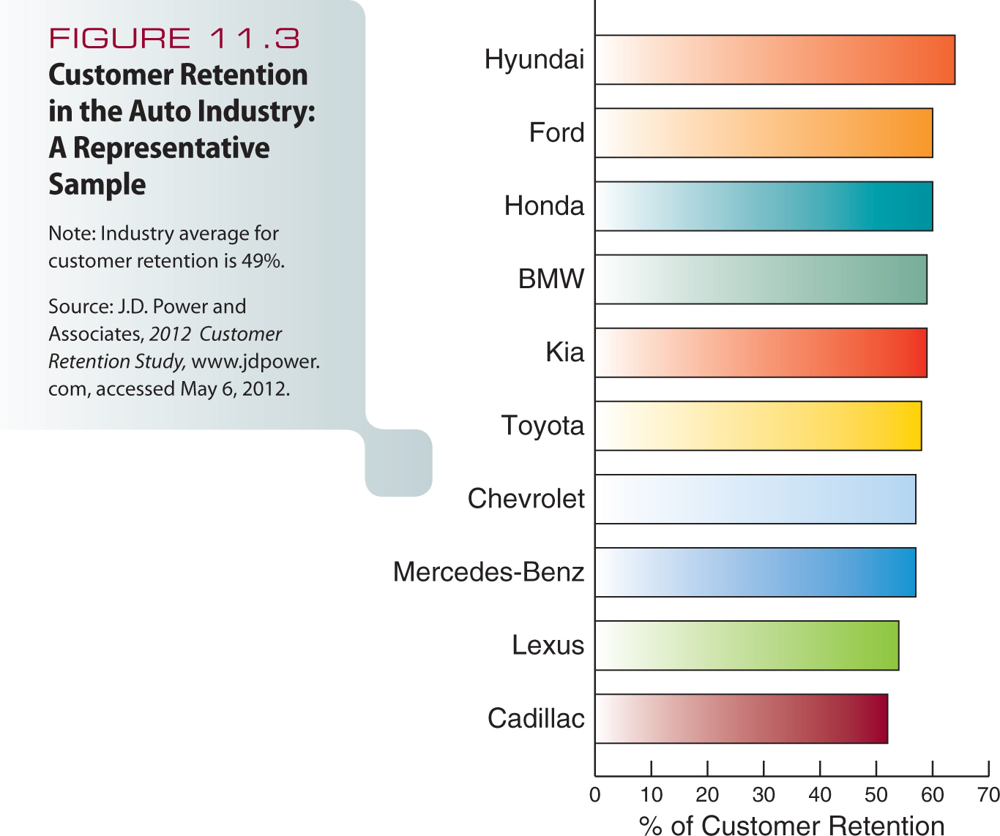 FIGURE 11.3
Customer Retention
in the Auto Industry:
A Representative
Sample
Note: Industry average for
customer retention is 49%.
Source: J.D. Power and
Associates, 2012 Customer
Retention Study, www.jdpower.
com, accessed May 6, 2012.
Hyundai
Ford
Honda
BMW
Kia
Toyota
Chevrolet
Mercedes-Benz
Lexus
Cadillac
0 10 20 30 40 50 60 70
% of Customer Retention